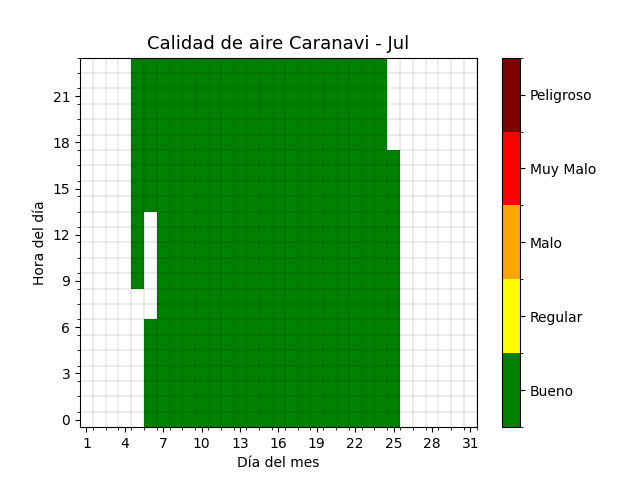 Calidad de aire Caranavi - Jul
Hora del día
21
18
15
12
9
6
3
0
1 4 7 10 13 16 19 22 25 28 31
Día del mes
Peligroso
Muy Malo
Malo
Regular
Bueno